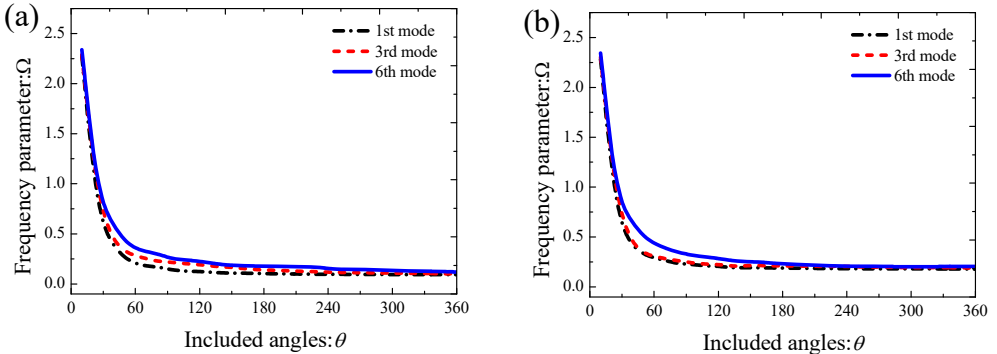 (a)
2.5
2.0
1.5
1.0
0.5
0.0
Frequency parameter:Ω
1st mode
3rd mode
6th mode
0 60 120 180 240 300 360
Included angles:θ
(b)
2.5
2.0
1.5
1.0
0.5
0.0
Frequency parameter:Ω
1st mode
3rd mode
6th mode
0 60 120 180 240 300 360
Included angles:θ